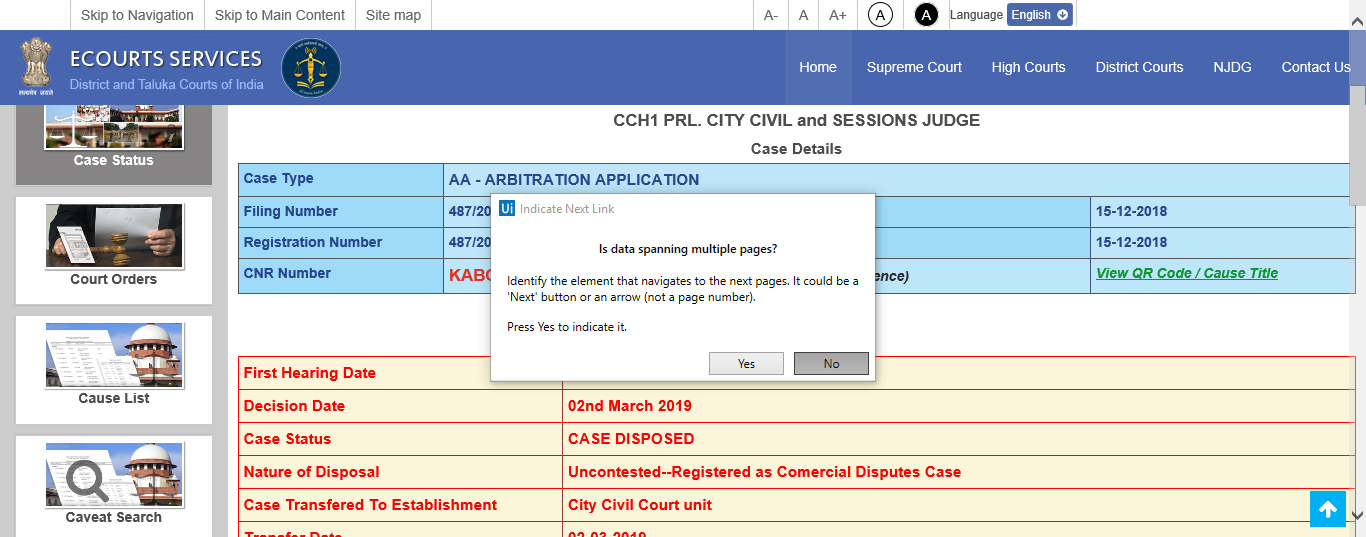 Skip to Navigation Skip to Main Content Site map A- A A+ A A Language English
ECOURTS SERVICES
District and Taluka Courts of India
Home Supreme Court High Courts District Courts NJDG Contact Us
सत्यमेव जयते
Case Status
Court Orders
Cause List
Caveat Search
CCH1 PRL. CITY CIVIL and SESSIONS JUDGE
Case Details
Case Type AA - ARBITRATION APPLICATION
Filing Number 487/20 15-12-2018
Registration Number 487/20 15-12-2018
CNR Number View QR Code / Cause Title
Ui Indicate Next Link
Is data spanning multiple pages?
Identify the element that navigates to the next pages. It could be a
'Next' button or an arrow (not a page number).
Press Yes to indicate it.
Yes No
First Hearing Date
Decision Date 02nd March 2019
Case Status CASE DISPOSED
Nature of Disposal Uncontested--Registered as Comercial Disputes Case
Case Transfered To Establishment City Civil Court unit
Transfer Date 02-03-2019